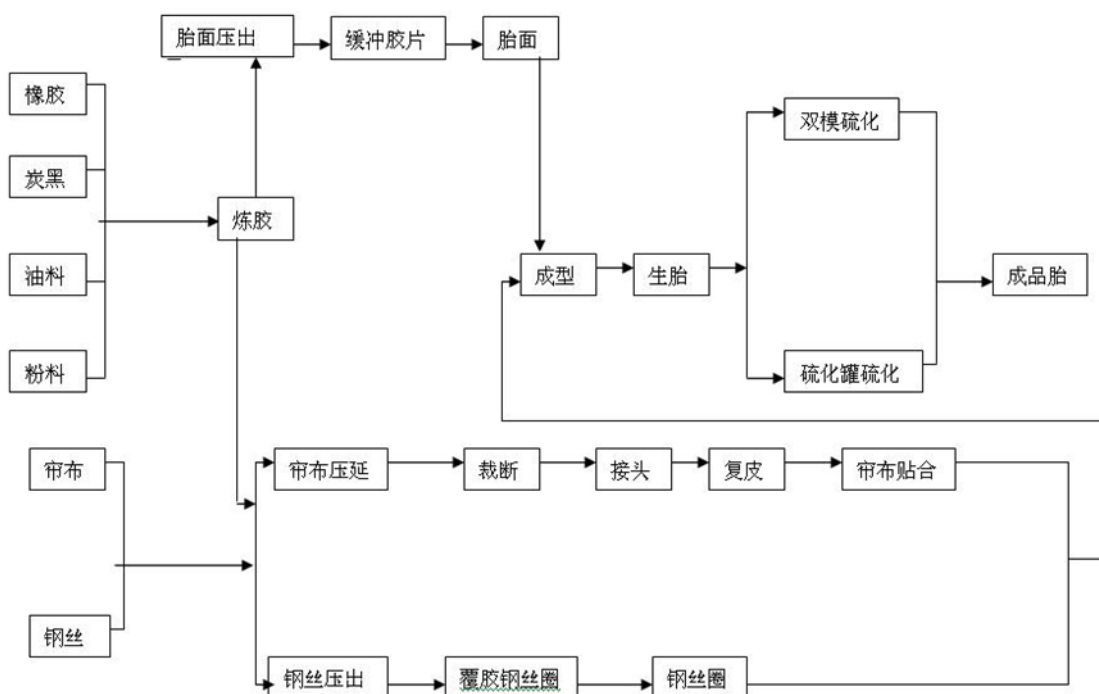 胎面压出
缓冲胶片
胎面
橡胶
双模硫化
炭黑
炼胶
油料
成型
生胎
成品胎
粉料
硫化罐硫化
帘布
帘布压延
裁断
接头
复皮
帘布贴合
钢丝
钢丝压出
覆胶钢丝圈
钢丝圈